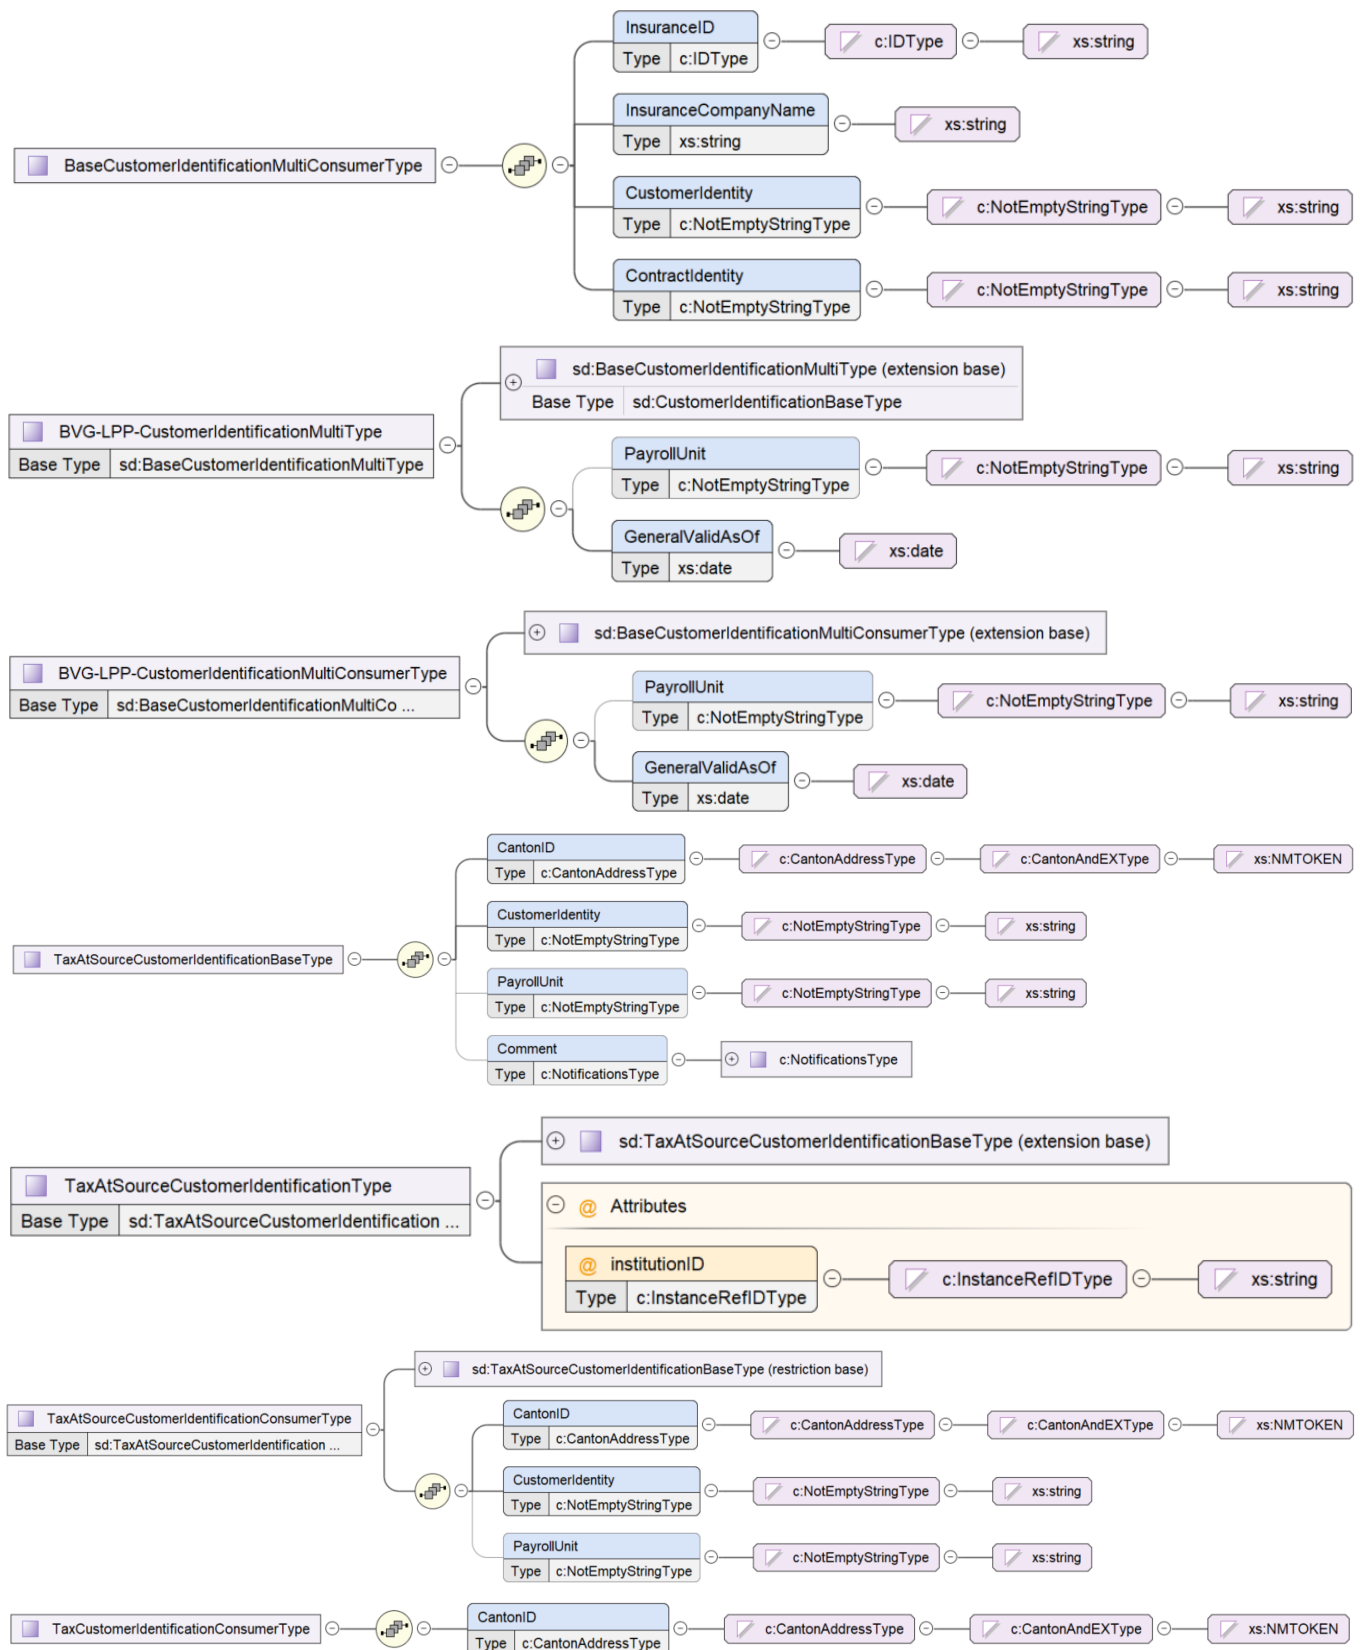 InsuranceID
Type c:IDType
c:IDType
xs:string
InsuranceCompanyName
Type xs:string
xs:string
BaseCustomerIdentificationMultiConsumerType
CustomerIdentity
Type c:NotEmptyStringType
c:NotEmptyStringType
xs:string
ContractIdentity
Type c:NotEmptyStringType
c:NotEmptyStringType
xs:string
sd:BaseCustomerIdentificationMultiType (extension base)
Base Type sd:CustomerIdentificationBaseType
BVG-LPP-CustomerIdentificationMultiType
Base Type sd:BaseCustomerIdentificationMultiType
PayrollUnit
Type c:NotEmptyStringType
c:NotEmptyStringType
xs:string
GeneralValidAsOf
Type xs:date
xs:date
sd:BaseCustomerIdentificationMultiConsumerType (extension base)
BVG-LPP-CustomerIdentificationMultiConsumerType
Base Type sd:BaseCustomerIdentificationMultiCo ...
PayrollUnit
Type c:NotEmptyStringType
c:NotEmptyStringType
xs:string
GeneralValidAsOf
Type xs:date
xs:date
CantonID
Type c:CantonAddressType
c:CantonAddressType
c:CantonAndEXType
xs:NMTOKEN
CustomerIdentity
Type c:NotEmptyStringType
c:NotEmptyStringType
xs:string
TaxAtSourceCustomerIdentificationBaseType
PayrollUnit
Type c:NotEmptyStringType
c:NotEmptyStringType
xs:string
Comment
Type c:NotificationsType
c:NotificationsType
sd:TaxAtSourceCustomerIdentificationBaseType (extension base)
TaxAtSourceCustomerIdentificationType
Base Type sd:TaxAtSourceCustomerIdentification ...
@ Attributes
@ institutionID
Type c:InstanceRefIDType
c:InstanceRefIDType
xs:string
sd:TaxAtSourceCustomerIdentificationBaseType (restriction base)
TaxAtSourceCustomerIdentificationConsumerType
Base Type sd:TaxAtSourceCustomerIdentification ...
CantonID
Type c:CantonAddressType
c:CantonAddressType
c:CantonAndEXType
xs:NMTOKEN
CustomerIdentity
Type c:NotEmptyStringType
c:NotEmptyStringType
xs:string
PayrollUnit
Type c:NotEmptyStringType
c:NotEmptyStringType
xs:string
TaxCustomerIdentificationConsumerType
CantonID
Type c:CantonAddressType
c:CantonAddressType
c:CantonAndEXType
xs:NMTOKEN